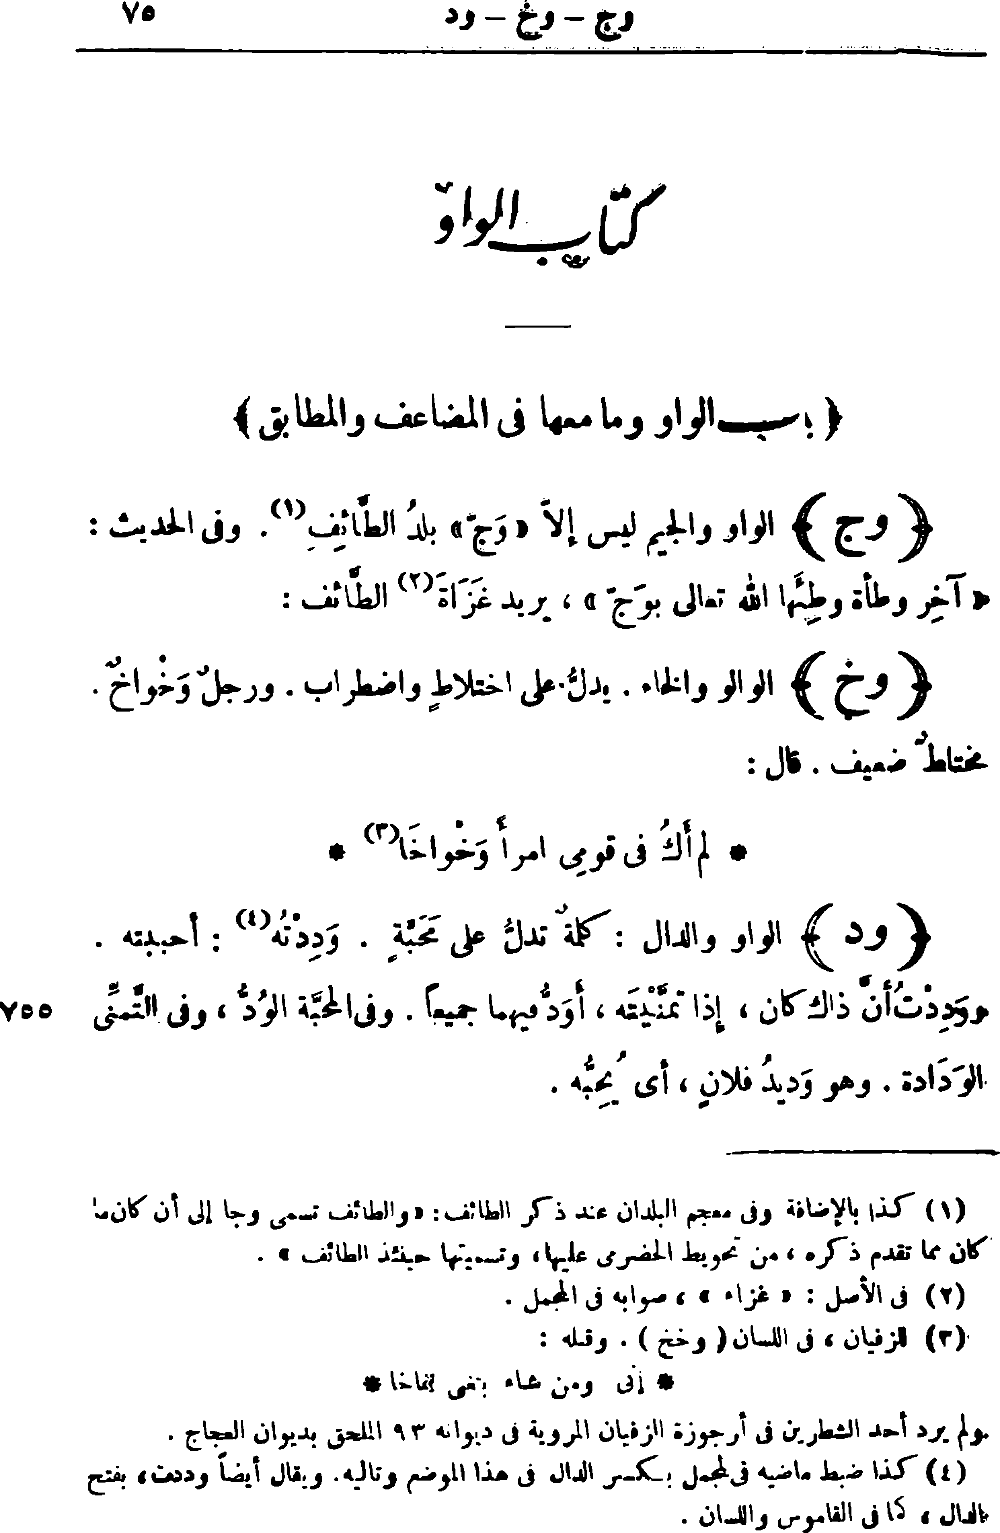 وج – وخ – ود ٧٥
كتاب الواو
﴿ باب الواو وما معها فى المضاعف والمطابق ﴾
﴿ وج ﴾ الواو والجيم ليس إلاَّ « وَجّ » بلدُ الطَّائفِ(١) . وفى الحديث :
« آخِر وطأة وطِئَها الله تعالى بوَجّ » ، يريد غَزَاةَ(٢) الطَّائف :
﴿ وخ ﴾ الوالو والخاء . يدلُّ على اختلاطٍ واضطراب . ورجلٌ وَخْواخٌ .
مختاطٌ ضعيف . قال :
* لم أكُ فى قومِى امرأً وَخْواخَا(٣) *
﴿ ود ﴾ الواو والدال : كلمةٌ تدلُّ على مَحَبَّةٍ . وَدِدْتُه(٤) : أحببته .
ووَدِدْتُ أنَّ ذاك كان ، إذا تمنَّيْتَه ، أَوَدُّ فيهما جميعاً . وفى المحبَّة الوُدُّ ، وفى التَّمنِّى
٧٥٥
الوَدَادة . وهو وَديدُ فلانٍ ، أى يُحِبُّه .
(١) كذا بالإضافة وفى معجم البلدان عند ذكر الطائف : « والطائف تسمى وجا إلى أن كان ما
كان مما تقدم ذكره ، من تحويط الحضرمى عليها ، وتسميتها حينئذ الطائف » .
(٢) فى الأصل : « غزاء » ، صوابه فى المجمل .
(٣) للزفيان ، فى اللسان ( وخخ ) . وقبله :
* إنى ومن شاء ابتغى نفاخا *
ولم يرد أحد الشطرين فى أرجوزة الزفيان المروية فى ديوانه ٩٣ الملحق بديوان العجاج .
(٤) كذا ضبط ماضيه فى المجمل بكسر الدال فى هذا الموضع وتاليه . ويقال أيضاً وددت ، بفتح
الدال ، كما فى القاموس واللسان .